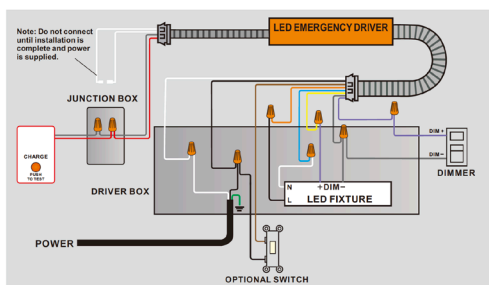 Note: Do not connect
until installation is
complete and power
is supplied.
LED EMERGENCY DRIVER
JUNCTION BOX
CHARGE
PUSH
TO TEST
DIM+
DIM−
DIMMER
DRIVER BOX
N
L
+DIM−
LED FIXTURE
POWER
OPTIONAL SWITCH